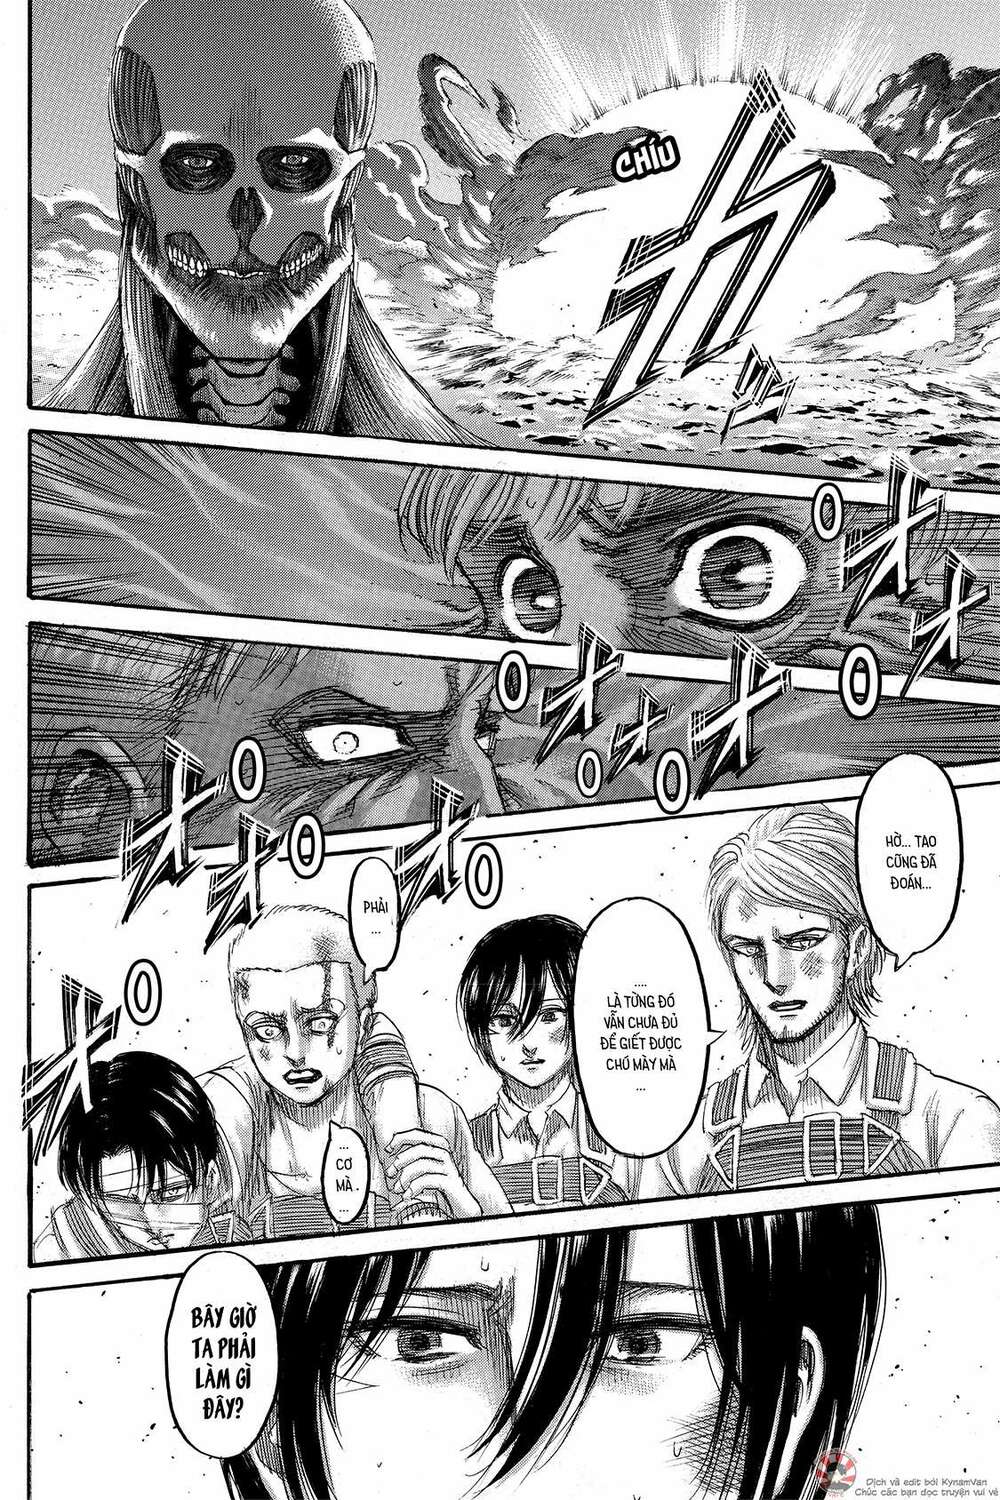 CHÍU
HỜ... TAO
CŨNG ĐÃ
ĐOÁN...
....
LÀ TỪNG ĐÓ
VẪN CHƯA ĐỦ
ĐỂ GIẾT ĐƯỢC
CHÚ MÀY MÀ
...
PHẢI
...
...
CƠ
MÀ.
...
BÂY GIỜ
TA PHẢI
LÀM GÌ
ĐÂY?
Dịch và edit bởi KynamVan
Chúc các bạn đọc truyện vui vẻ